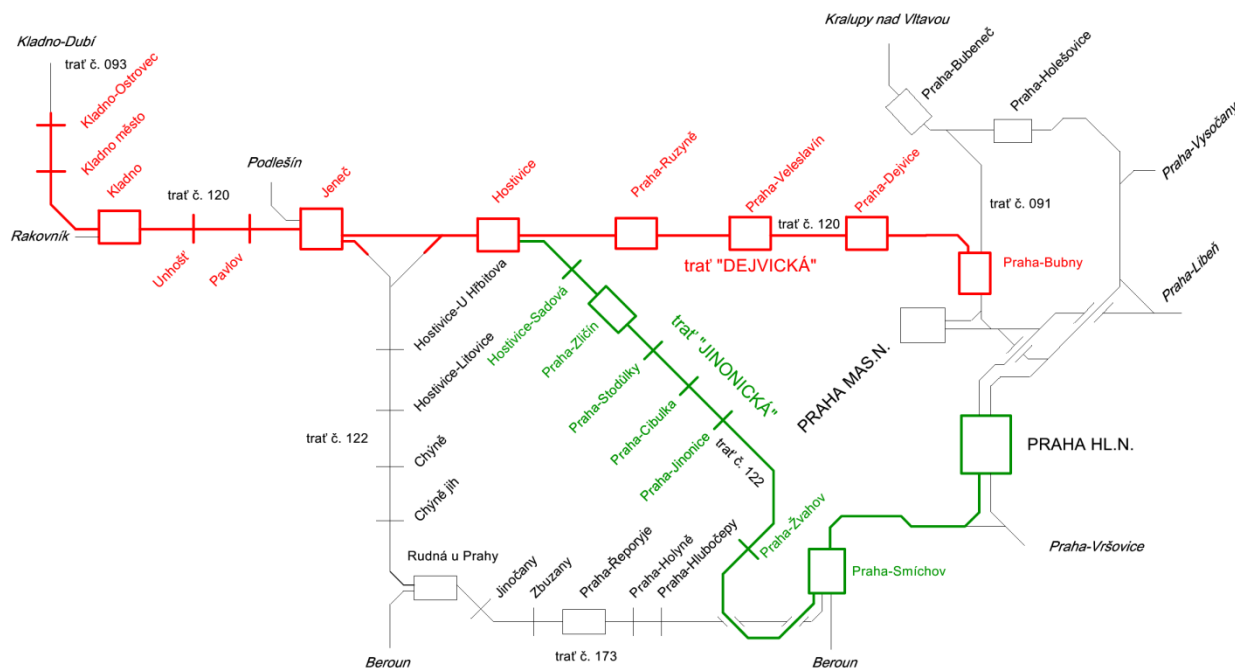 Kralupy nad Vltavou
Kladno-Dubí
trať č. 093
Praha-Bubeneč
Praha-Holešovice
Kladno-Ostrovec
Kladno město
Kladno
Podlešín
Jeneč
Hostivice
Praha-Ruzyně
Praha-Veleslavín
Praha-Dejvice
Praha-Vysočany
trať č. 120
trať č. 120
trať č. 091
Rakovník
Unhošť
Pavlov
trať "DEJVICKÁ"
Praha-Bubny
Praha-Libeň
Hostivice-U Hřbitova
Hostivice-Sadová
Praha-Zličín
trať "JINONICKÁ"
PRAHA MAS.N.
Hostivice-Litovice
Praha-Stodůlky
Praha-Cibulka
Praha-Jinonice
trať č. 122
trať č. 122
PRAHA HL.N.
Chýně
Chýně jih
Praha-Žvahov
Praha-Vršovice
Rudná u Prahy
Jinočany
Zbuzany
Praha-Řeporyje
Praha-Holyně
Praha-Hlubočepy
Praha-Smíchov
Beroun
trať č. 173
Beroun